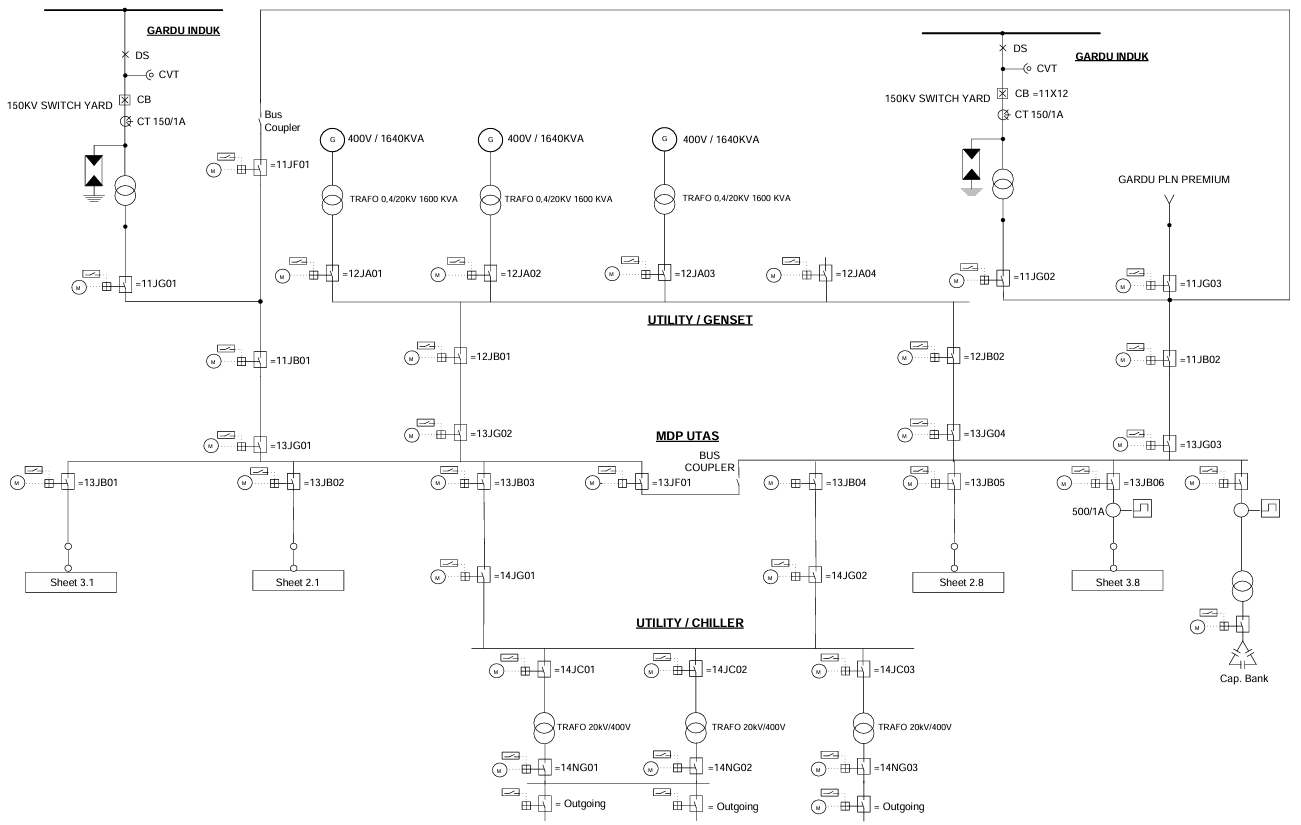 GARDU INDUK
DS
CVT
150KV SWITCH YARD
CB
CT 150/1A
Bus
Coupler
=11JF01
M
G
400V / 1640KVA
G
400V / 1640KVA
G
400V / 1640KVA
DS
GARDU INDUK
CVT
150KV SWITCH YARD
CB =11X12
CT 150/1A
GARDU PLN PREMIUM
TRAFO 0,4/20KV 1600 KVA
TRAFO 0,4/20KV 1600 KVA
TRAFO 0,4/20KV 1600 KVA
M
=11JG01
M
=12JA01
M
=12JA02
M
=12JA03
M
=12JA04
M
=11JG02
M
=11JG03
UTILITY / GENSET
M
=11JB01
M
=12JB01
M
=12JB02
M
=11JB02
M
=13JG01
M
=13JG02
MDP UTAS
M
=13JG04
M
=13JG03
BUS
COUPLER
M
=13JB01
M
=13JB02
M
=13JB03
M
=13JF01
M
=13JB04
M
=13JB05
M
=13JB06
M
500/1A
Sheet 3.1
Sheet 2.1
M
=14JG01
M
=14JG02
Sheet 2.8
Sheet 3.8
UTILITY / CHILLER
M
M
=14JC01
M
=14JC02
M
=14JC03
Cap. Bank
TRAFO 20kV/400V
TRAFO 20kV/400V
TRAFO 20kV/400V
M
=14NG01
M
=14NG02
M
=14NG03
= Outgoing
= Outgoing
M
= Outgoing